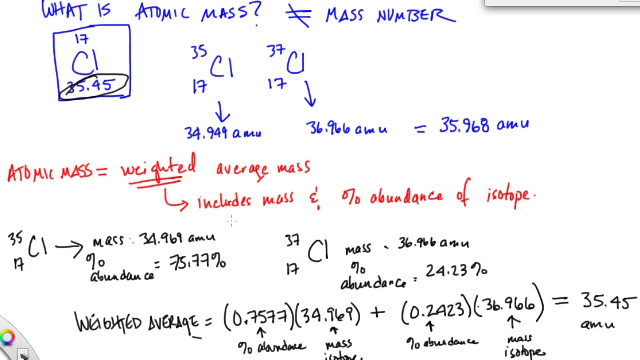 WHAT IS ATOMIC MASS? ≠ MASS NUMBER
17
Cl
35.45
35
17 Cl
37
17 Cl
34.949 amu 36.966 amu = 35.968 amu
ATOMIC MASS = weighted average mass
includes mass & % abundance of isotope.
35
17 Cl → mass: 34.969 amu
% abundance = 75.77%
37
17 Cl mass = 36.966 amu
% abundance = 24.23%
WEIGHTED AVERAGE = (0.7577)(34.969) + (0.2423)(36.966) = 35.45 amu
% abundance mass isotope % abundance mass isotope